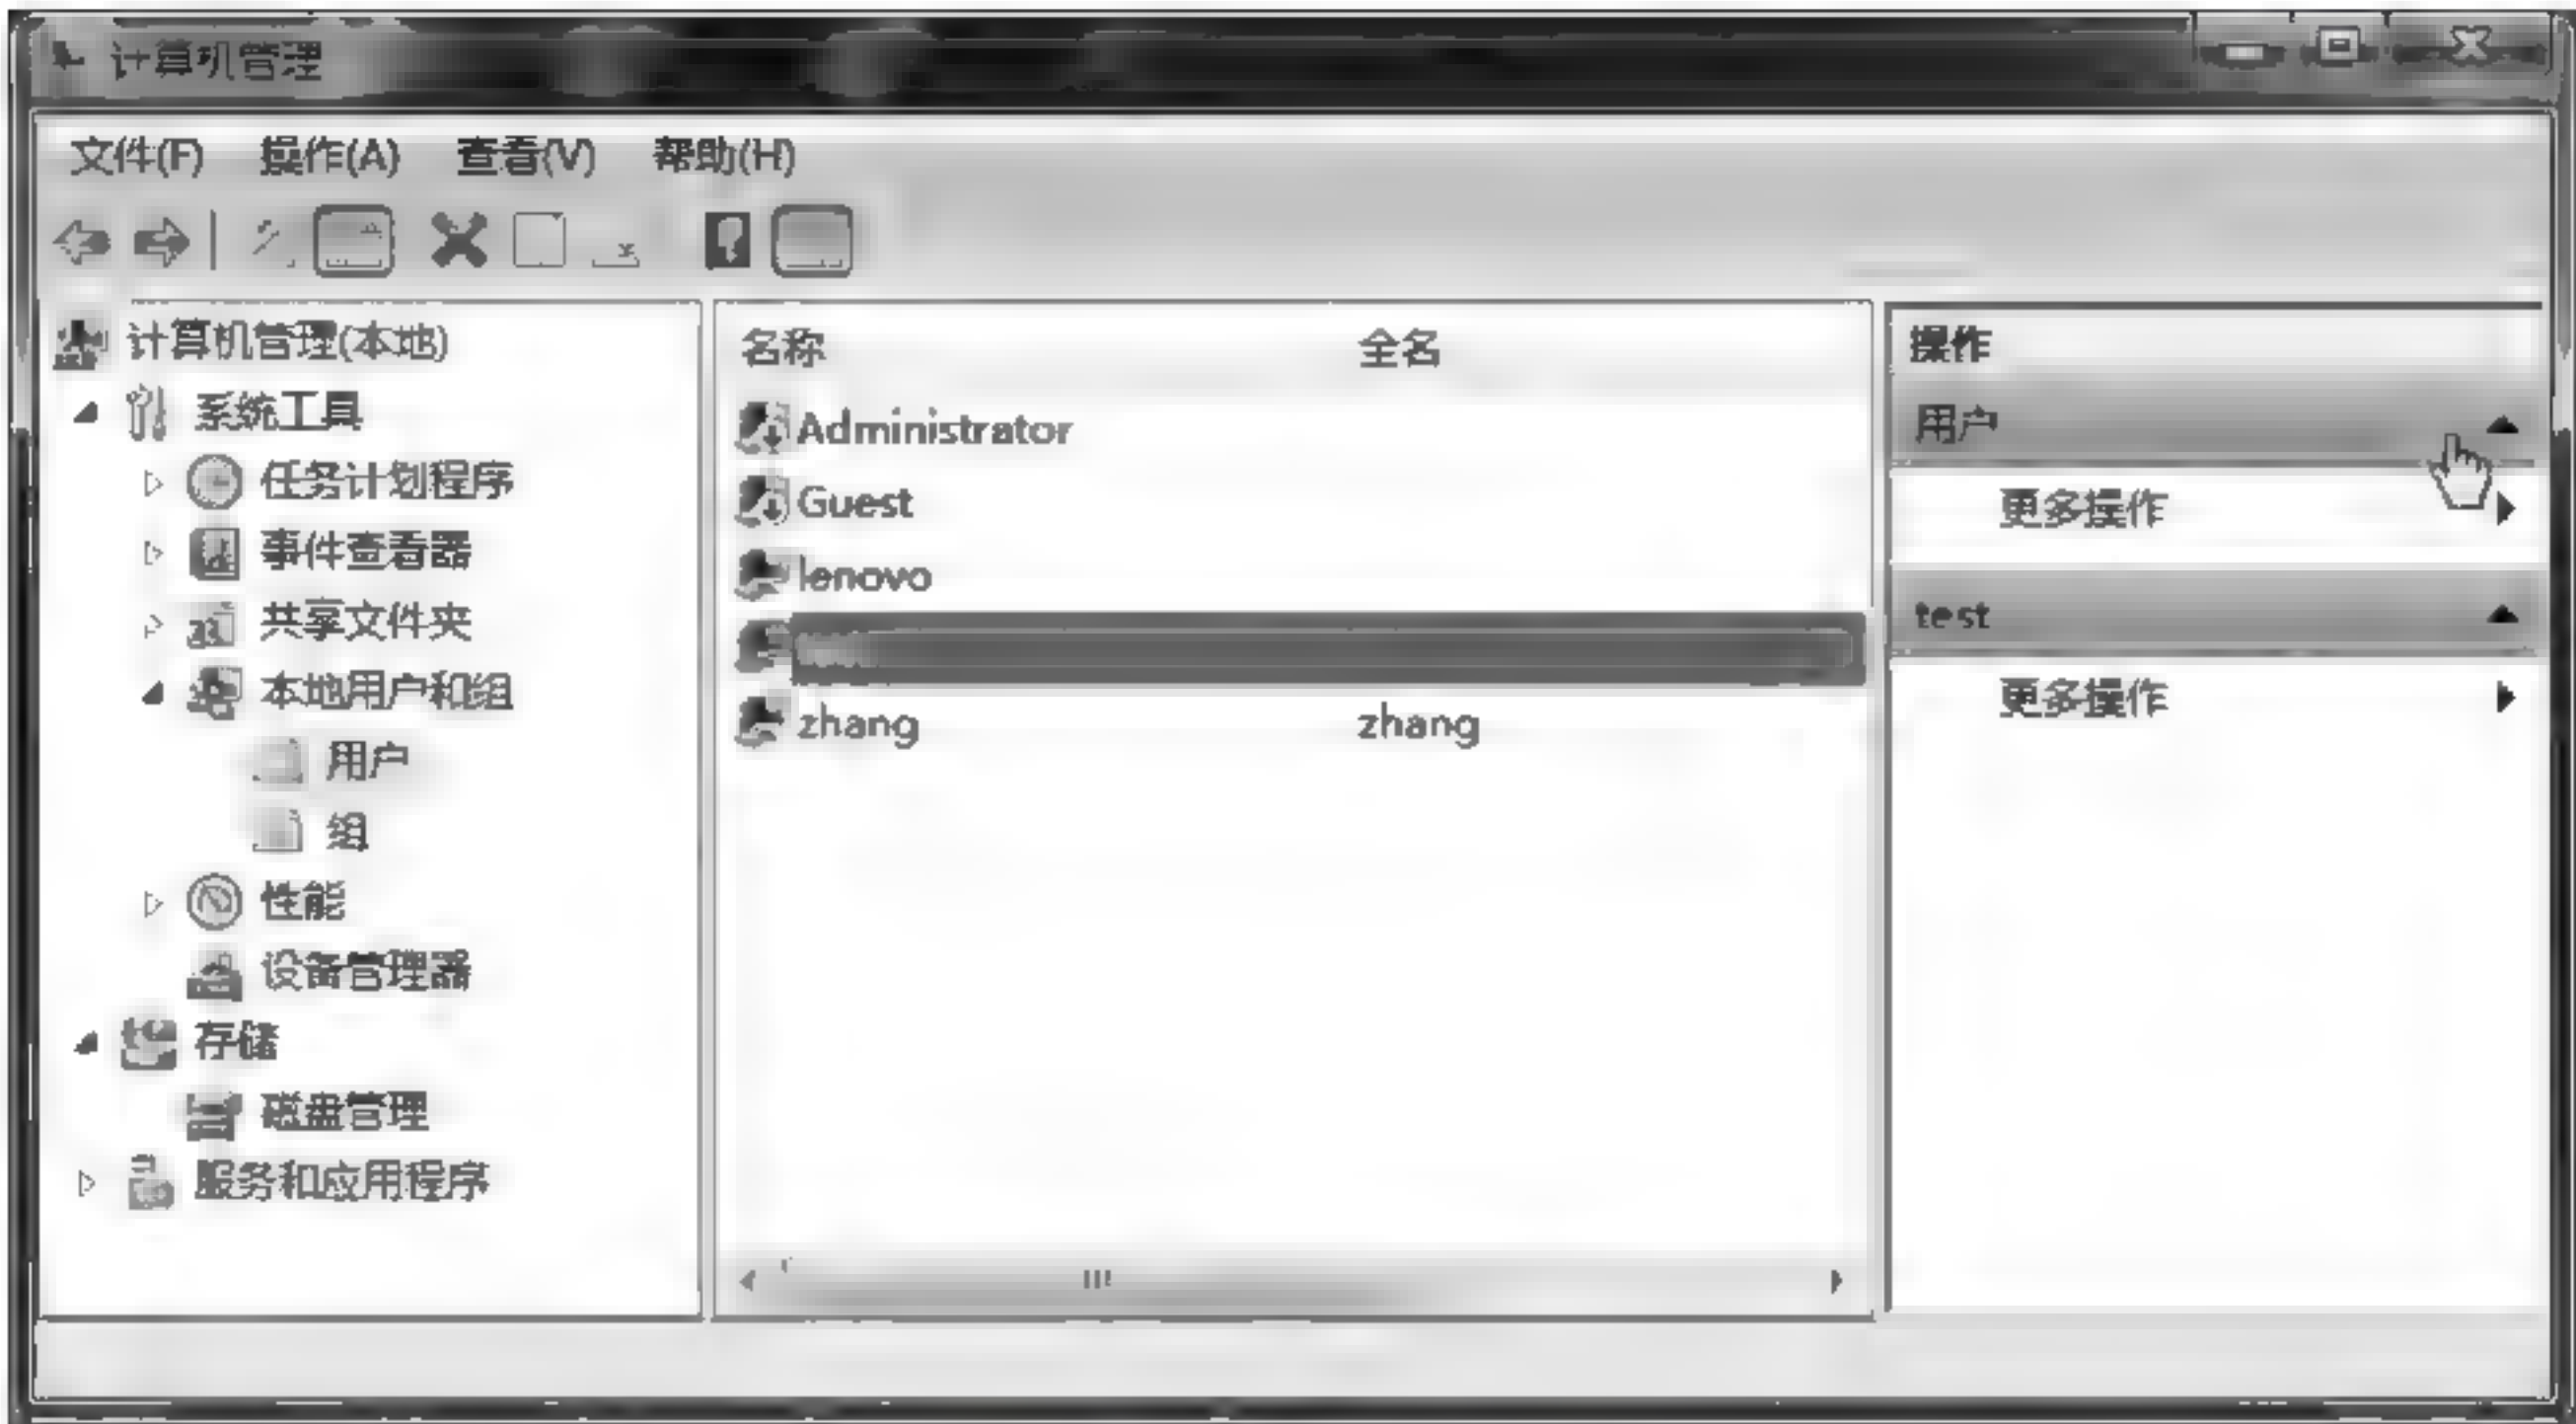 计算机管理
文件(F) 操作(A) 查看(V) 帮助(H)
计算机管理(本地)
系统工具
任务计划程序
事件查看器
共享文件夹
本地用户和组
用户
组
性能
设备管理器
存储
磁盘管理
服务和应用程序
名称 全名
Administrator
Guest
lenovo
zhang zhang
操作
用户
更多操作
test
更多操作